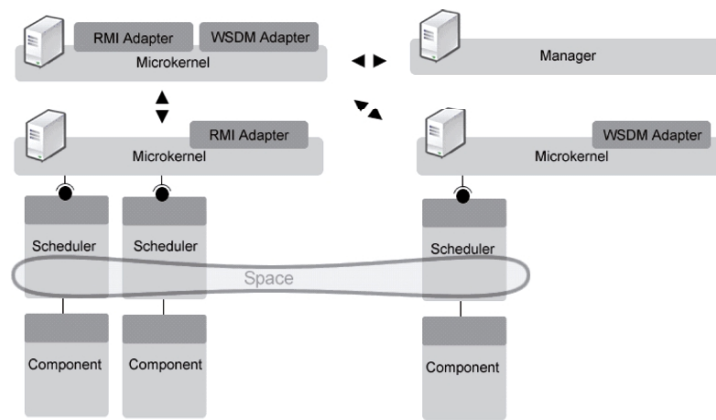 RMI Adapter WSDM Adapter
Microkernel
Manager
RMI Adapter
Microkernel
WSDM Adapter
Microkernel
Scheduler Scheduler Scheduler
Space
Component Component Component